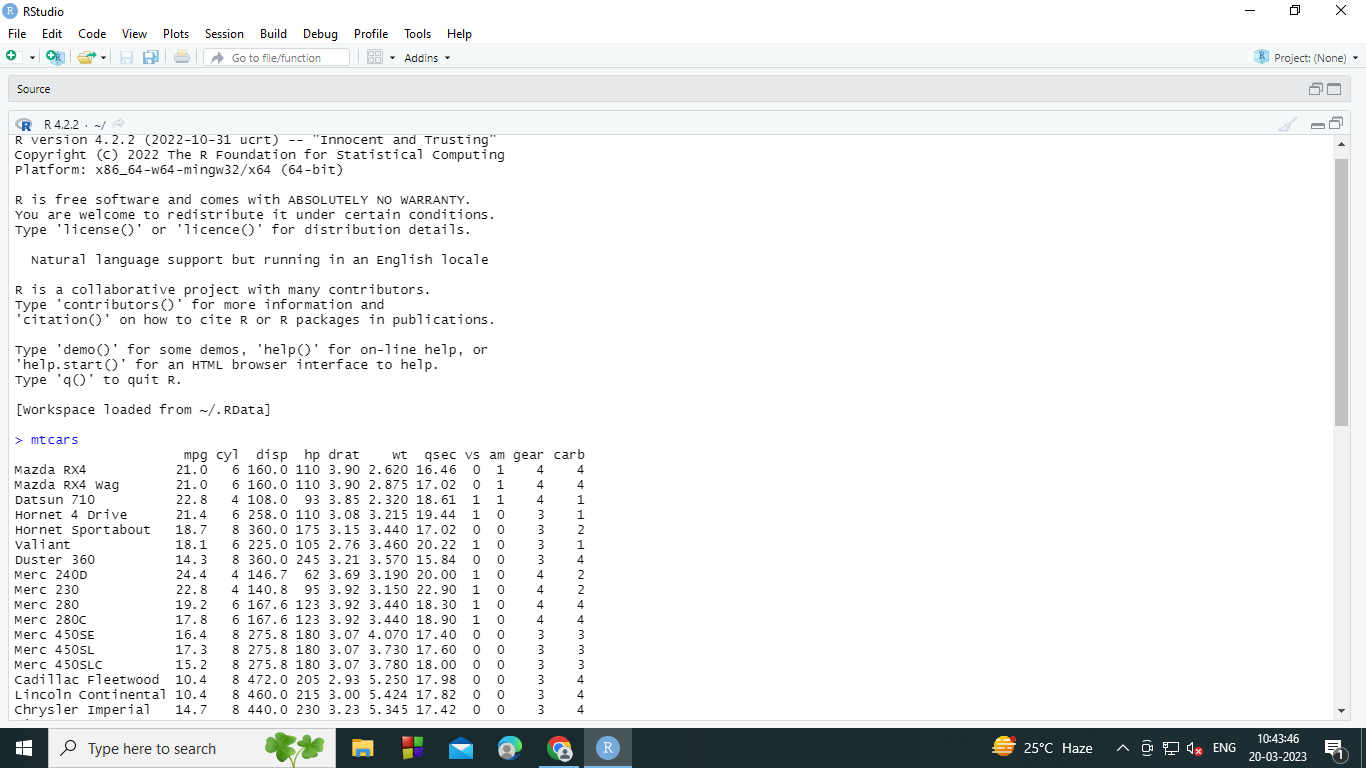 RStudio
File Edit Code View Plots Session Build Debug Profile Tools Help
Go to file/function Addins Project: (None)
Source
R 4.2.2 · ~/
R version 4.2.2 (2022-10-31 ucrt) -- "Innocent and Trusting"
Copyright (C) 2022 The R Foundation for Statistical Computing
Platform: x86_64-w64-mingw32/x64 (64-bit)
R is free software and comes with ABSOLUTELY NO WARRANTY.
You are welcome to redistribute it under certain conditions.
Type 'license()' or 'licence()' for distribution details.
Natural language support but running in an English locale
R is a collaborative project with many contributors.
Type 'contributors()' for more information and
'citation()' on how to cite R or R packages in publications.
Type 'demo()' for some demos, 'help()' for on-line help, or
'help.start()' for an HTML browser interface to help.
Type 'q()' to quit R.
[Workspace loaded from ~/.RData]
> mtcars
mpg cyl disp hp drat wt qsec vs am gear carb
Mazda RX4 21.0 6 160.0 110 3.90 2.620 16.46 0 1 4 4
Mazda RX4 Wag 21.0 6 160.0 110 3.90 2.875 17.02 0 1 4 4
Datsun 710 22.8 4 108.0 93 3.85 2.320 18.61 1 1 4 1
Hornet 4 Drive 21.4 6 258.0 110 3.08 3.215 19.44 1 0 3 1
Hornet Sportabout 18.7 8 360.0 175 3.15 3.440 17.02 0 0 3 2
Valiant 18.1 6 225.0 105 2.76 3.460 20.22 1 0 3 1
Duster 360 14.3 8 360.0 245 3.21 3.570 15.84 0 0 3 4
Merc 240D 24.4 4 146.7 62 3.69 3.190 20.00 1 0 4 2
Merc 230 22.8 4 140.8 95 3.92 3.150 22.90 1 0 4 2
Merc 280 19.2 6 167.6 123 3.92 3.440 18.30 1 0 4 4
Merc 280C 17.8 6 167.6 123 3.92 3.440 18.90 1 0 4 4
Merc 450SE 16.4 8 275.8 180 3.07 4.070 17.40 0 0 3 3
Merc 450SL 17.3 8 275.8 180 3.07 3.730 17.60 0 0 3 3
Merc 450SLC 15.2 8 275.8 180 3.07 3.780 18.00 0 0 3 3
Cadillac Fleetwood 10.4 8 472.0 205 2.93 5.250 17.98 0 0 3 4
Lincoln Continental 10.4 8 460.0 215 3.00 5.424 17.82 0 0 3 4
Chrysler Imperial 14.7 8 440.0 230 3.23 5.345 17.42 0 0 3 4
Type here to search 25°C Haze ENG 10:43:46
20-03-2023 1